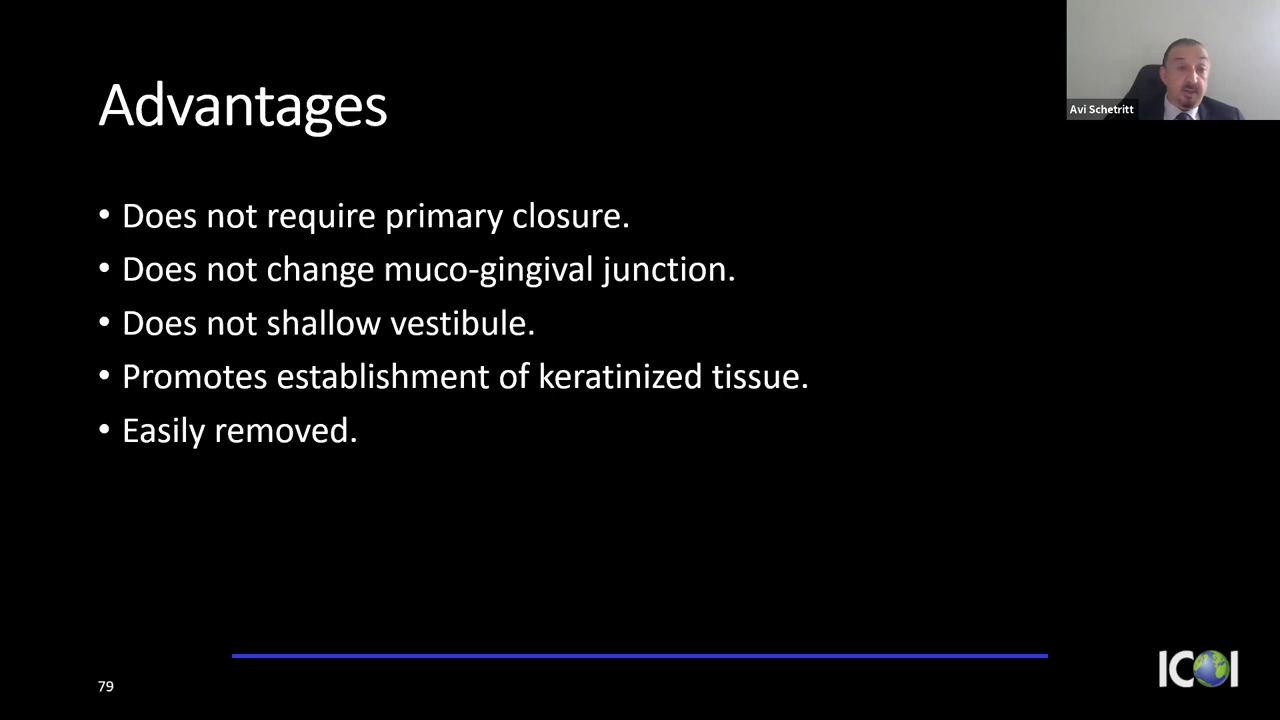 Advantages
Avi Schetritt
• Does not require primary closure.
• Does not change muco-gingival junction.
• Does not shallow vestibule.
• Promotes establishment of keratinized tissue.
• Easily removed.
79
ICOI